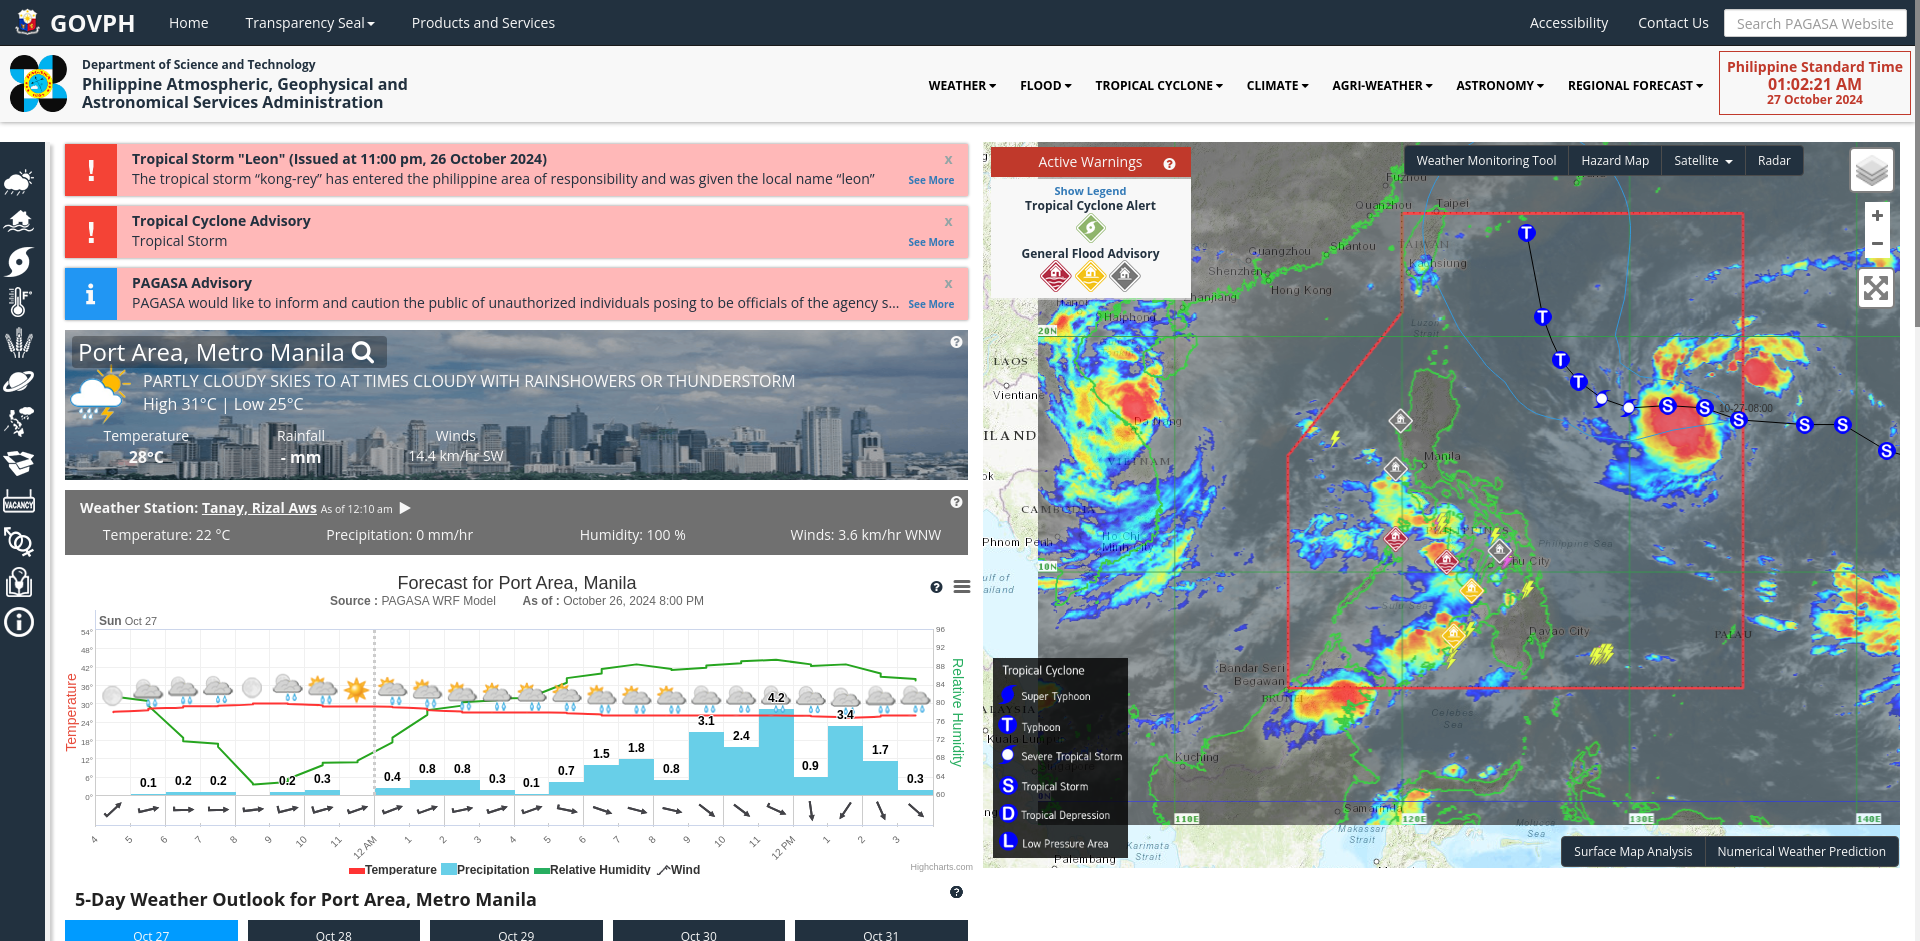 GOVPH
Home
Transparency Seal
Products and Services
Accessibility
Contact Us
Search PAGASA Website
Department of Science and Technology
Philippine Atmospheric, Geophysical and
Astronomical Services Administration
WEATHER
FLOOD
TROPICAL CYCLONE
CLIMATE
AGRI-WEATHER
ASTRONOMY
REGIONAL FORECAST
Philippine Standard Time
01:02:21 AM
27 October 2024
VACANCY
!
Tropical Storm "Leon" (Issued at 11:00 pm, 26 October 2024)
x
The tropical storm “kong-rey” has entered the philippine area of responsibility and was given the local name “leon”
See More
!
Tropical Cyclone Advisory
x
Tropical Storm
See More
i
PAGASA Advisory
x
PAGASA would like to inform and caution the public of unauthorized individuals posing to be officials of the agency s...
See More
Port Area, Metro Manila
PARTLY CLOUDY SKIES TO AT TIMES CLOUDY WITH RAINSHOWERS OR THUNDERSTORM
High 31°C | Low 25°C
Temperature
28°C
Rainfall
- mm
Winds
14.4 km/hr SW
Weather Station: Tanay, Rizal Aws As of 12:10 am
Temperature: 22 °C
Precipitation: 0 mm/hr
Humidity: 100 %
Winds: 3.6 km/hr WNW
Forecast for Port Area, Manila
Source : PAGASA WRF Model As of : October 26, 2024 8:00 PM
Sun Oct 27
Temperature
54°
48°
42°
36°
30°
24°
18°
12°
6°
0°
0.1
0.2
0.2
0.2
0.3
0.4
0.8
0.8
0.3
0.1
0.7
1.5
1.8
0.8
3.1
2.4
4.2
0.9
3.4
1.7
0.3
96
92
88
84
80
76
72
68
64
60
Relative Humidity
4
5
6
7
8
9
10
11
12 AM
1
2
3
4
5
6
7
8
9
10
11
12 PM
1
2
3
Temperature
Precipitation
Relative Humidity
Wind
Highcharts.com
5-Day Weather Outlook for Port Area, Metro Manila
Oct 27
Oct 28
Oct 29
Oct 30
Oct 31
Active Warnings
Show Legend
Tropical Cyclone Alert
General Flood Advisory
Weather Monitoring Tool
Hazard Map
Satellite
Radar
+
−
Fuzhou
Quanzhou
Taipei
TAIWAN
Kaohsiung
Guangzhou
Shantou
Shenzhen
Hong Kong
Zhanjiang
Hanoi
Haiphong
Luzon
Strait
20N
LAOS
Vientiane
Da Nang
VIETNAM
CAMBODIA
Phnom Penh
Ho Chi
Minh City
10N
Manila
PHILIPPINES
Philippine Sea
Sulu Sea
Davao City
PALAU
Bandar Seri
Begawan
BRUNEI
Celebes
Sea
Kuching
Samarinda
Makassar
Strait
Karimata
Strait
Palembang
Kuala Lumpur
110E
120E
130E
140E
10-27-08:00
T
T
T
T
S
S
S
S
S
S
Tropical Cyclone
Super Typhoon
T Typhoon
Severe Tropical Storm
S Tropical Storm
D Tropical Depression
L Low Pressure Area
Surface Map Analysis
Numerical Weather Prediction